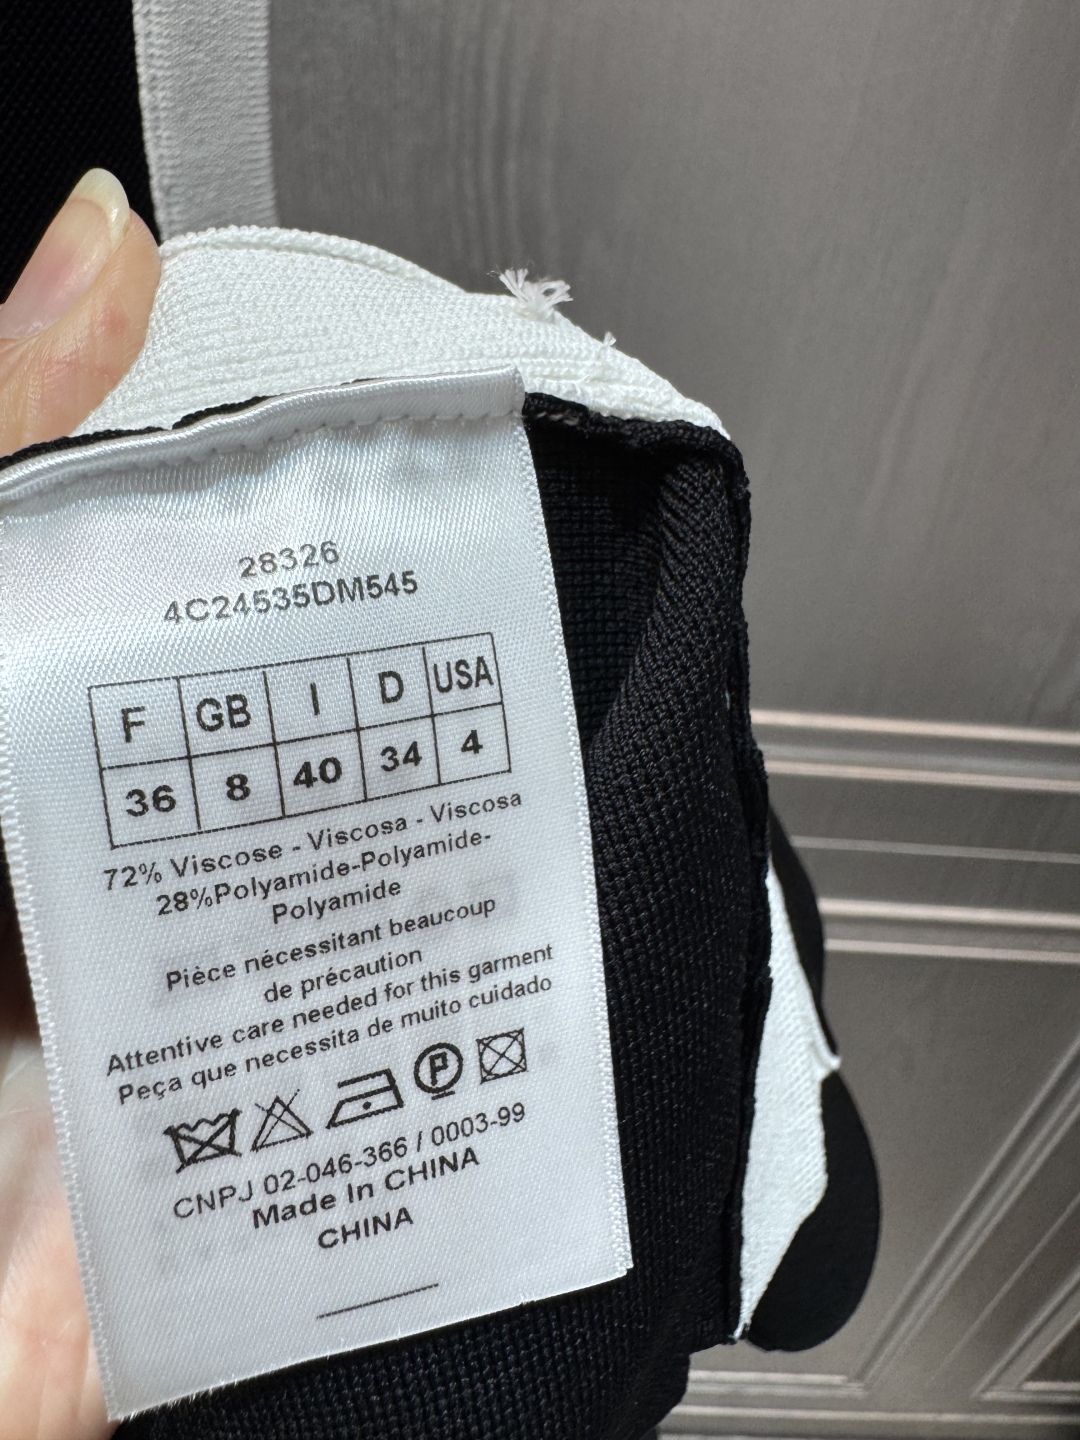 28326
4C24535DM545
F GB I D USA
36 8 40 34 4
72% Viscose - Viscosa - Viscosa
28%Polyamide-Polyamide-
Polyamide
Pièce nécessitant beaucoup
de précaution
Attentive care needed for this garment
Peça que necessita de muito cuidado
P
CNPJ 02-046-366 / 0003-99
Made In CHINA
CHINA